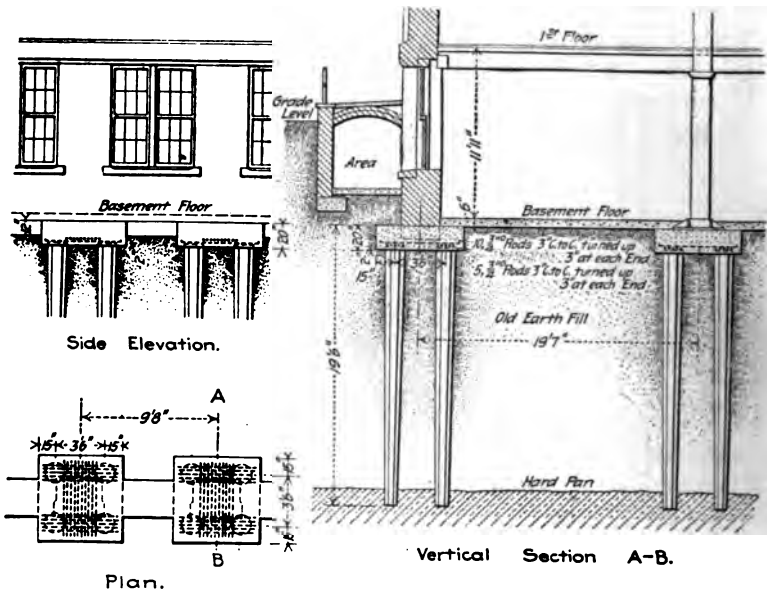 1ST Floor
Grade
Level
11'11"
Area
6"
Basement Floor
Basement Floor
12"
20"
20"
10, 3/4"□ Rods 3" C. to C. turned up
3 at each End
5, 3/4"□ Rods 3" C. to C. turned up
3 at each End
2"
15"
36"
Side Elevation.
Old Earth Fill
19'7"
19'6"
A
9'8"
15" 36" 15"
15"
36"
15"
Hard Pan
B
Vertical Section A-B.
Plan.